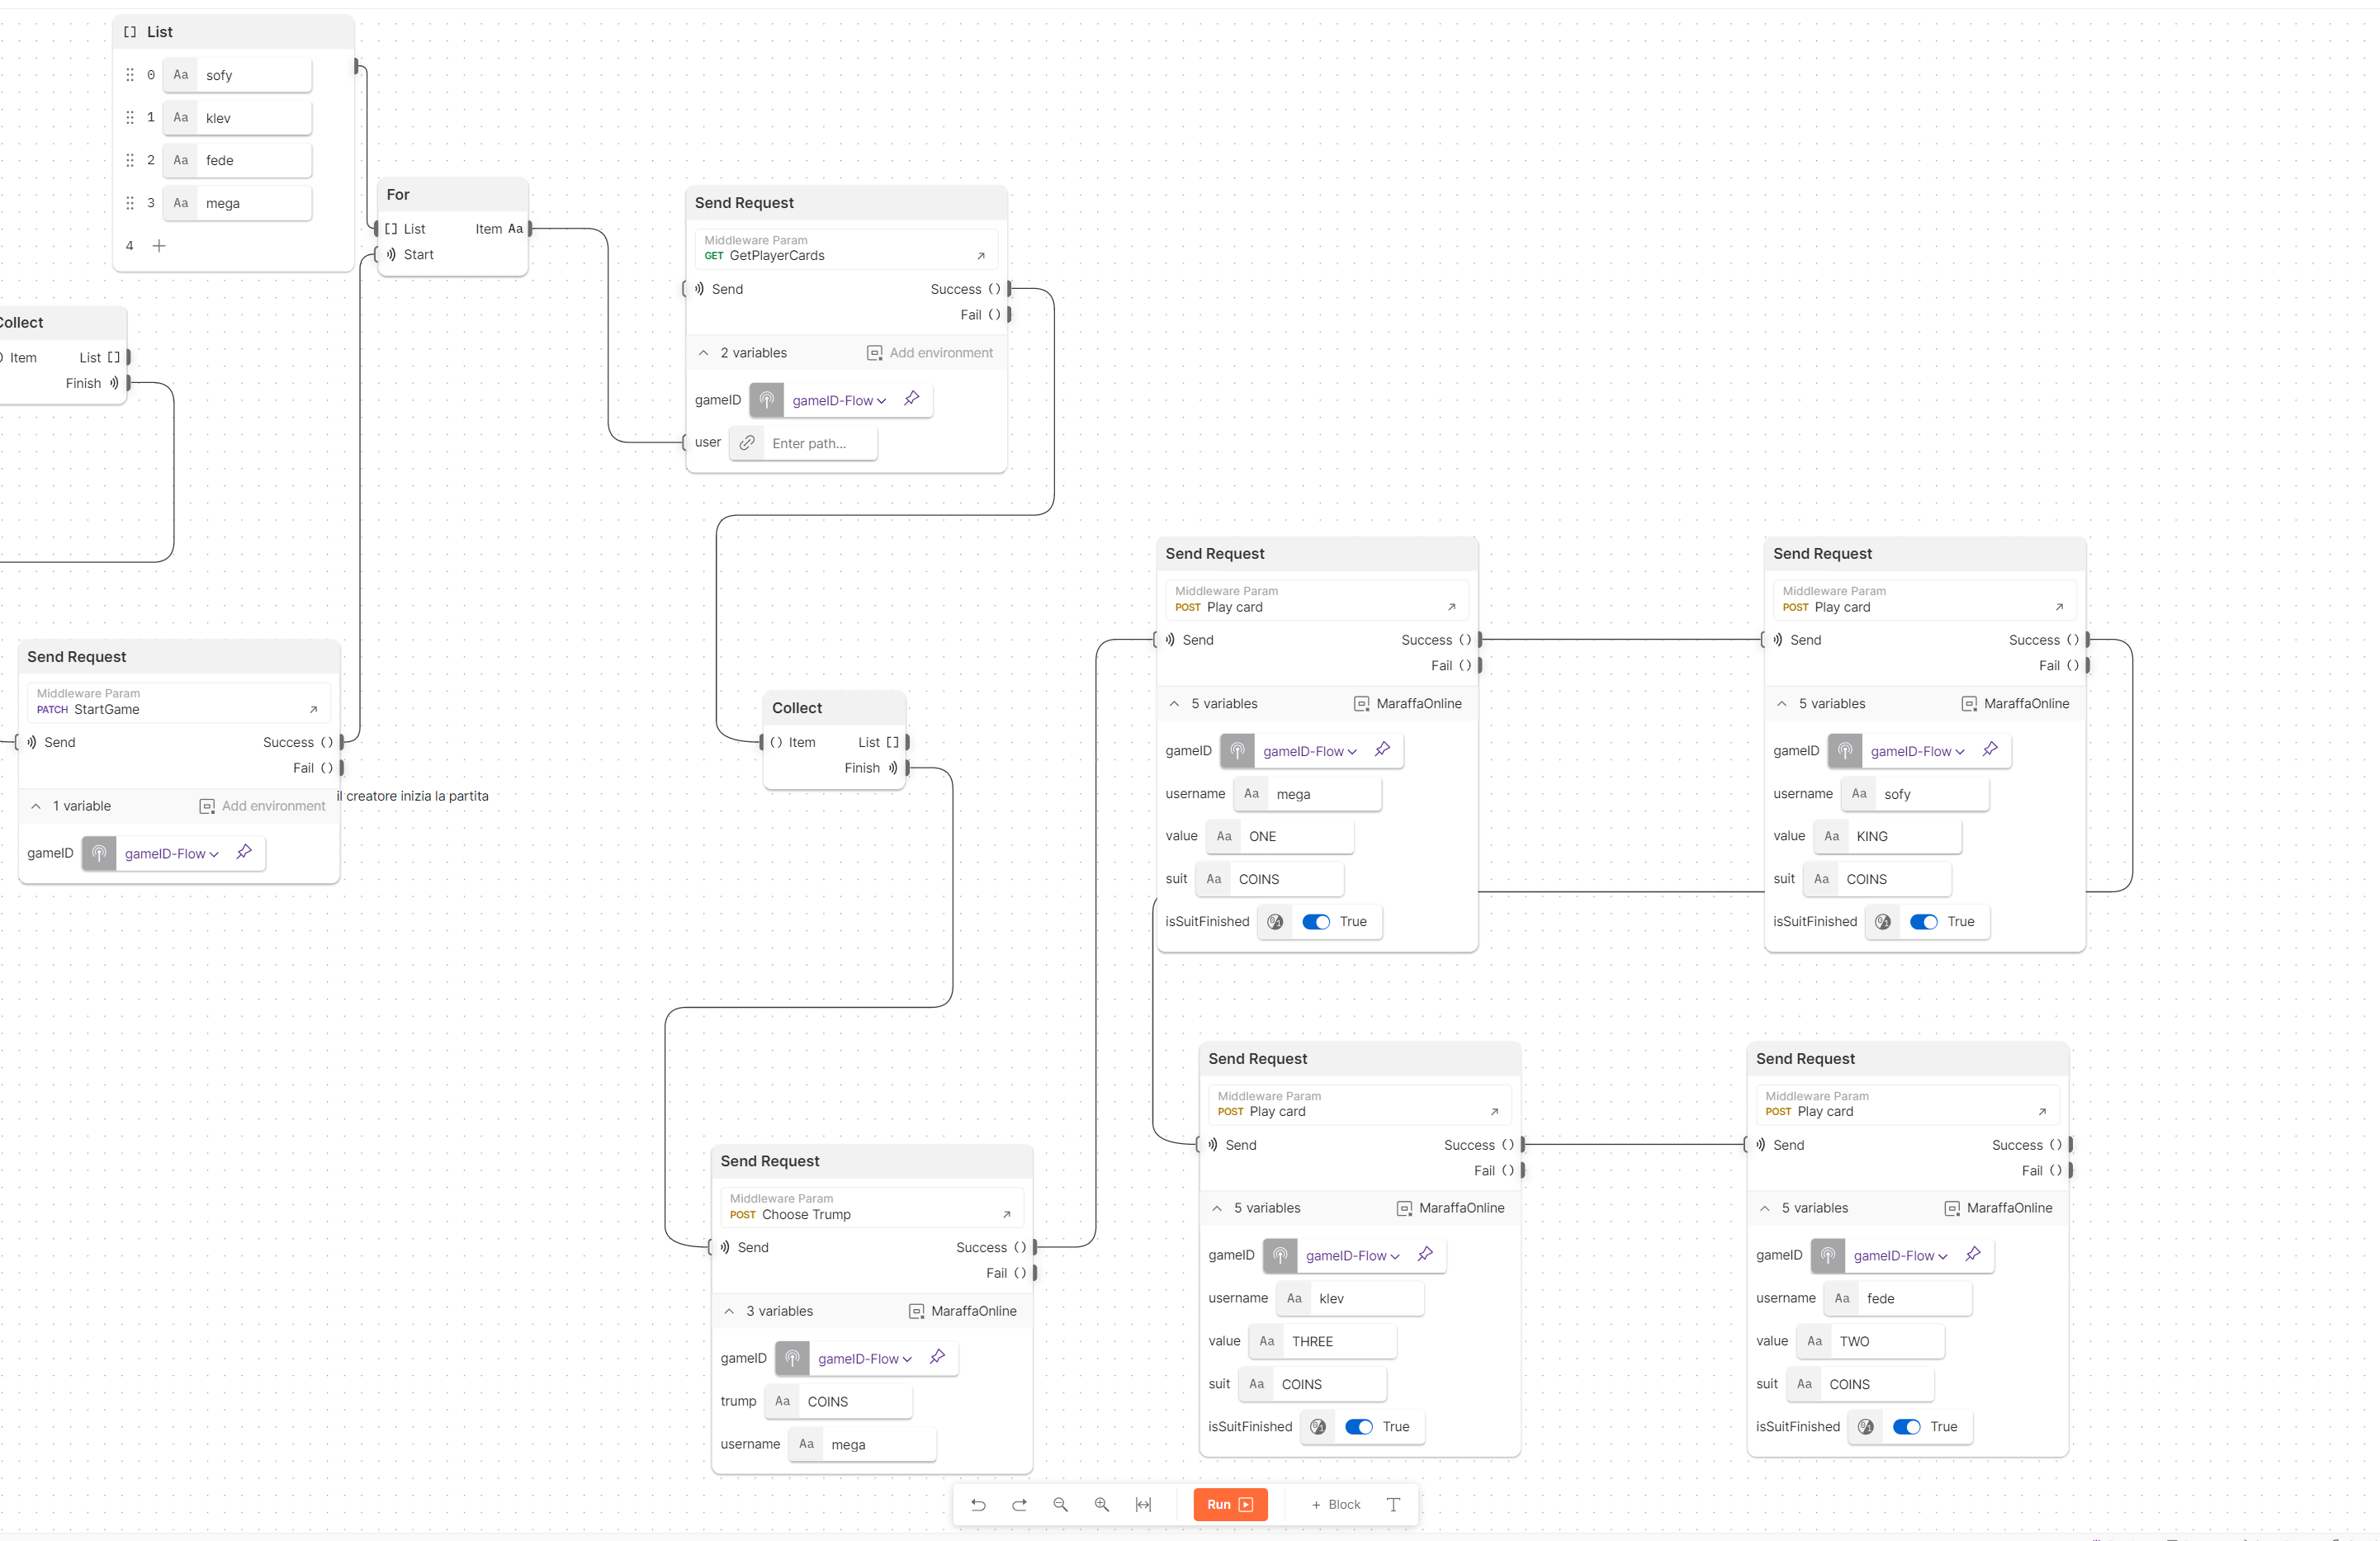 List
0 Aa sofy
1 Aa klev
2 Aa fede
3 Aa mega
4 +
For
List Item Aa
Start
Collect
Item List
Finish
Send Request
Middleware Param
GET GetPlayerCards
Send Success ()
Fail ()
2 variables Add environment
gameID gameID-Flow
user Enter path...
Send Request
Middleware Param
PATCH StartGame
Send Success ()
Fail ()
1 variable Add environment
gameID gameID-Flow
il creatore inizia la partita
Collect
() Item List []
Finish
Send Request
Middleware Param
POST Choose Trump
Send Success ()
Fail ()
3 variables MaraffaOnline
gameID gameID-Flow
trump Aa COINS
username Aa mega
Send Request
Middleware Param
POST Play card
Send Success ()
Fail ()
5 variables MaraffaOnline
gameID gameID-Flow
username Aa mega
value Aa ONE
suit Aa COINS
isSuitFinished True
Send Request
Middleware Param
POST Play card
Send Success ()
Fail ()
5 variables MaraffaOnline
gameID gameID-Flow
username Aa sofy
value Aa KING
suit Aa COINS
isSuitFinished True
Send Request
Middleware Param
POST Play card
Send Success ()
Fail ()
5 variables MaraffaOnline
gameID gameID-Flow
username Aa klev
value Aa THREE
suit Aa COINS
isSuitFinished True
Send Request
Middleware Param
POST Play card
Send Success ()
Fail ()
5 variables MaraffaOnline
gameID gameID-Flow
username Aa fede
value Aa TWO
suit Aa COINS
isSuitFinished True
Run + Block T